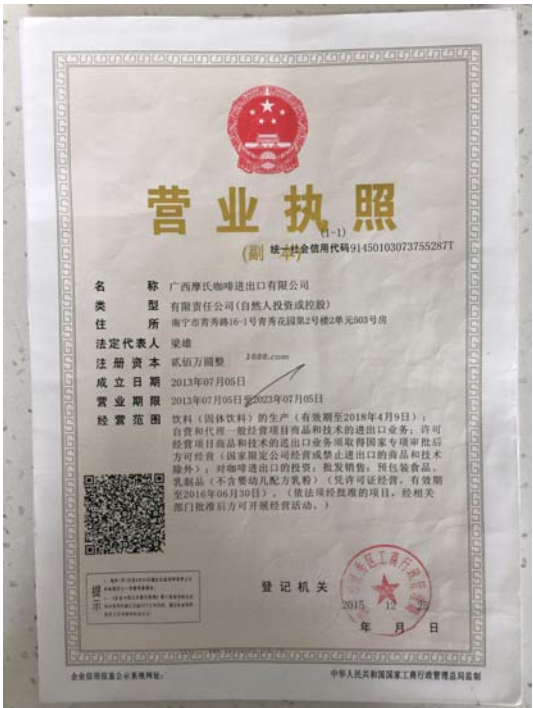 营业执照
(副 本)
(1-1)
统一社会信用代码91450103073755287T
名 称 广西摩氏咖啡进出口有限公司
类 型 有限责任公司(自然人投资或控股)
住 所 南宁市青秀路16-1号青秀花园第2号楼2单元503号房
法定代表人 梁雄
注册资本 贰佰万圆整
1688.com
成立日期 2013年07月05日
营业期限 2013年07月05日至2023年07月05日
经营范围 饮料(固体饮料)的生产(有效期至2018年4月9日);
自营和代理一般经营项目商品和技术的进出口业务;许可
经营项目商品和技术的进出口业务须取得国家专项审批后
方可经营(国家限定公司经营或禁止进出口的商品和技术
除外);对咖啡进出口的投资;批发销售:预包装食品、
乳制品(不含婴幼儿配方乳粉)(凭许可证经营,有效期
至2016年06月30日)。(依法须经批准的项目,经相关
部门批准后方可开展经营活动。)
提示
登记机关
区工商行政管理
2015 12
年 月 日
企业信用信息公示系统网址:
中华人民共和国国家工商行政管理总局监制